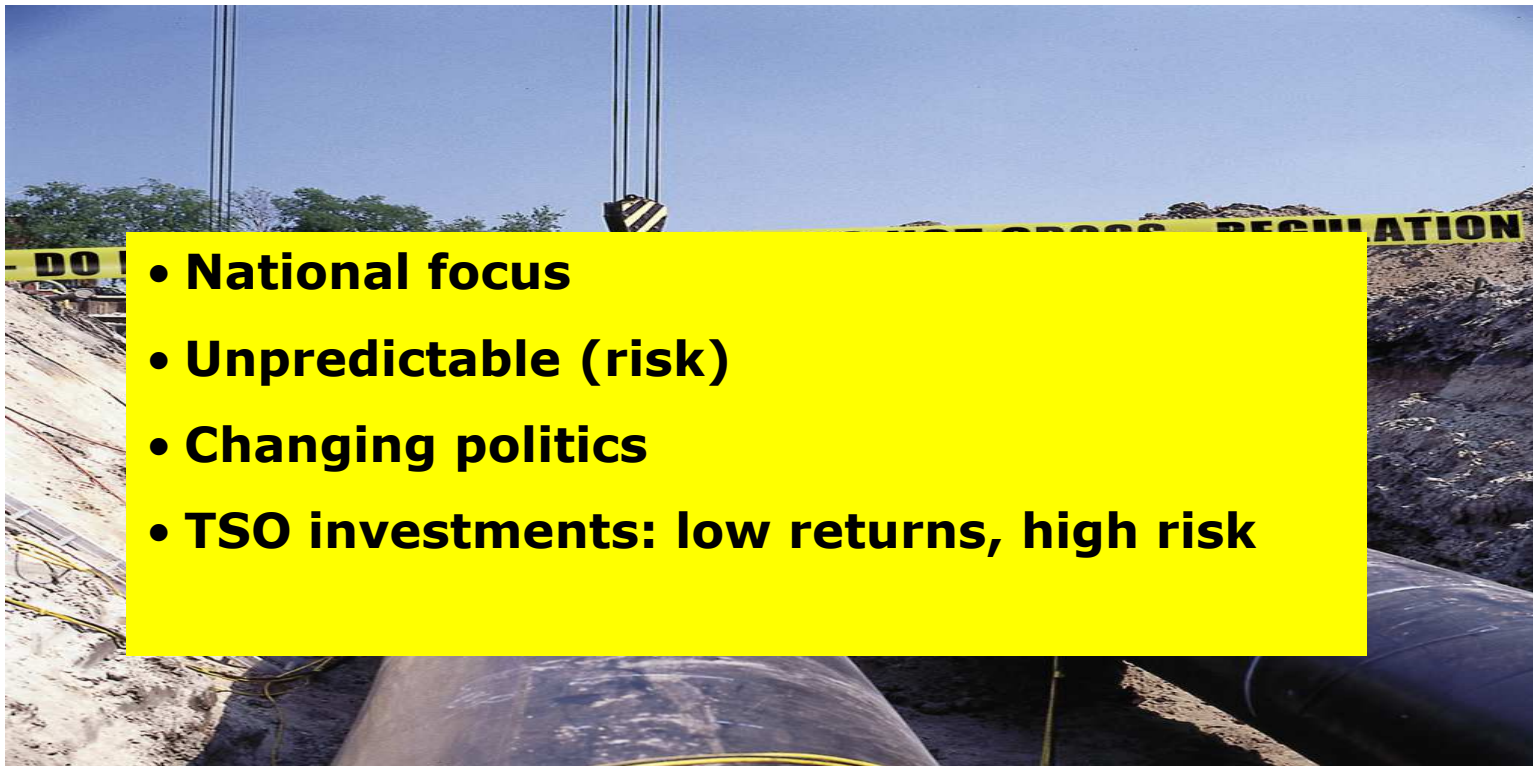 - DO
REGULATION
• National focus
• Unpredictable (risk)
• Changing politics
• TSO investments: low returns, high risk